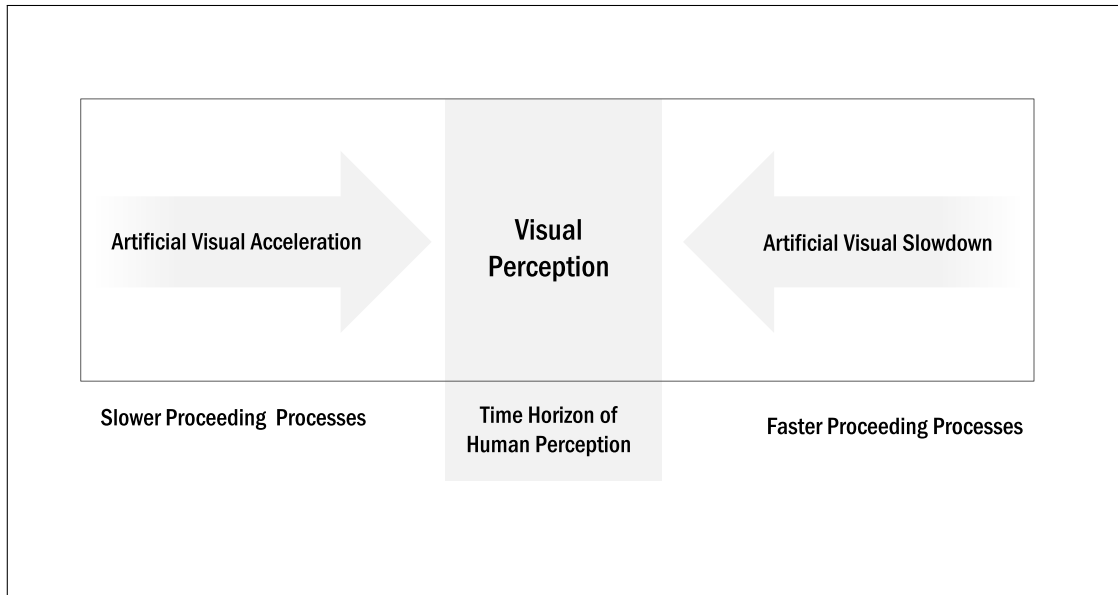 Artificial Visual Acceleration
Visual
Perception
Artificial Visual Slowdown
Slower Proceeding  Processes
Time Horizon of
Human Perception
Faster Proceeding Processes